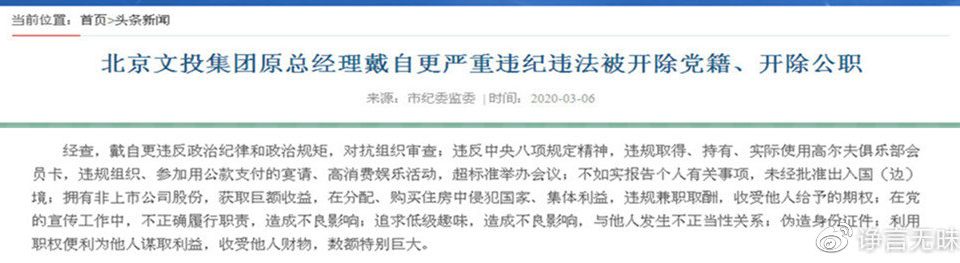 当前位置：首页>头条新闻
北京文投集团原总经理戴自更严重违纪违法被开除党籍、开除公职
来源：市纪委监委 | 时间：2020-03-06
经查，戴自更违反政治纪律和政治规矩，对抗组织审查；违反中央八项规定精神，违规取得、持有、实际使用高尔夫俱乐部会
员卡，违规组织、参加用公款支付的宴请、高消费娱乐活动，超标准举办会议；不如实报告个人有关事项，未经批准出入国（边）
境；拥有非上市公司股份，获取巨额收益，在分配、购买住房中侵犯国家、集体利益，违规兼职取酬，收受他人给予的期权；在党
的宣传工作中，不正确履行职责，造成不良影响；追求低级趣味，造成不良影响，与他人发生不正当性关系；伪造身份证件；利用
职权便利为他人谋取利益，收受他人财物，数额特别巨大。
诤言无昧